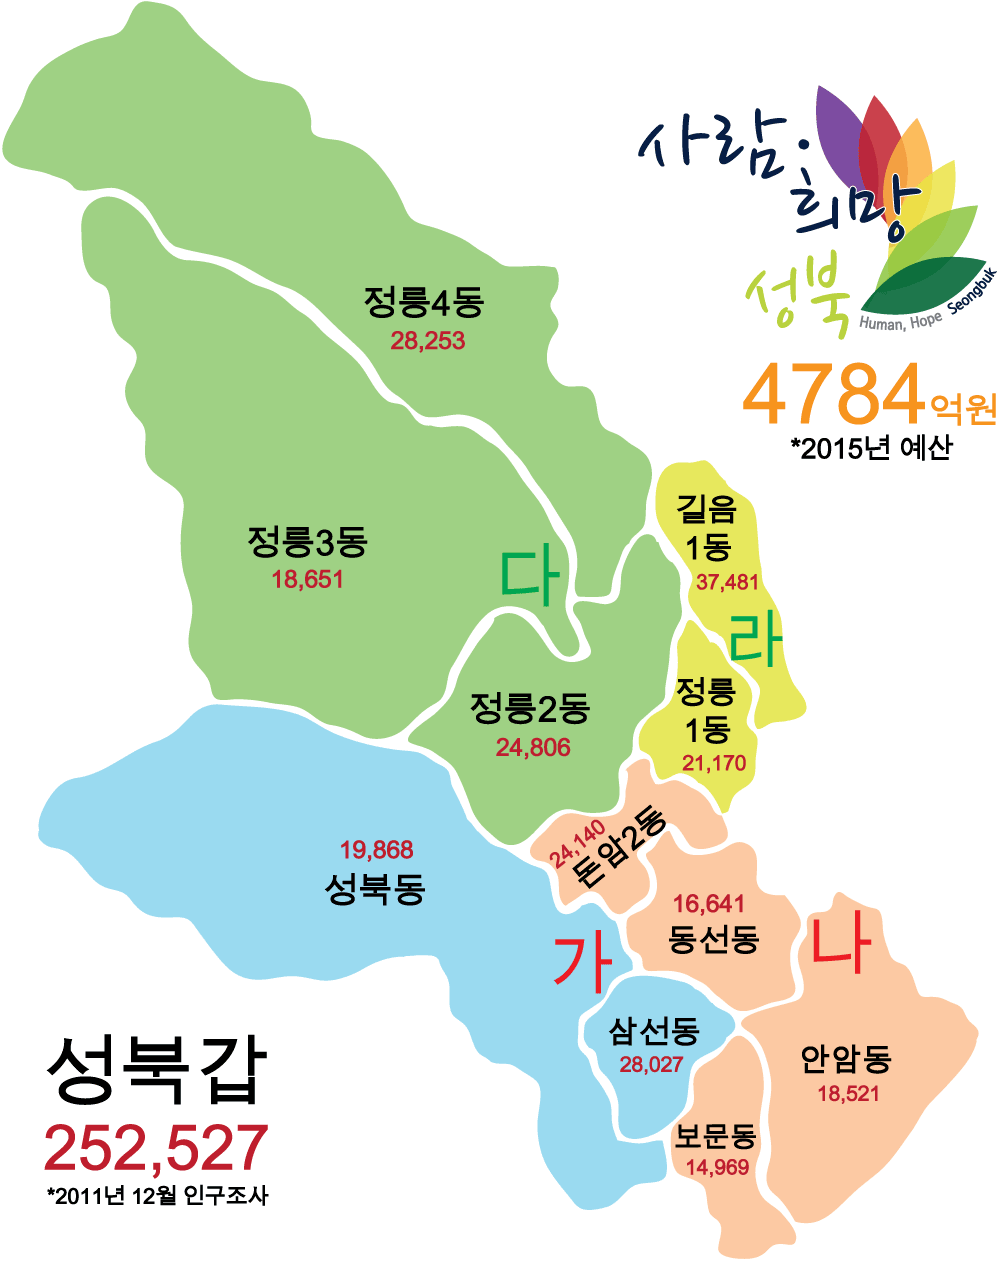 사람·
희망
성북
Human, Hope Seongbuk
4784억원
*2015년 예산
정릉4동
28,253
정릉3동
18,651
다
길음
1동
37,481
라
정릉
1동
21,170
정릉2동
24,806
24,140
돈암2동
19,868
성북동
16,641
동선동
가
나
삼선동
28,027
안암동
18,521
보문동
14,969
성북갑
252,527
*2011년 12월 인구조사